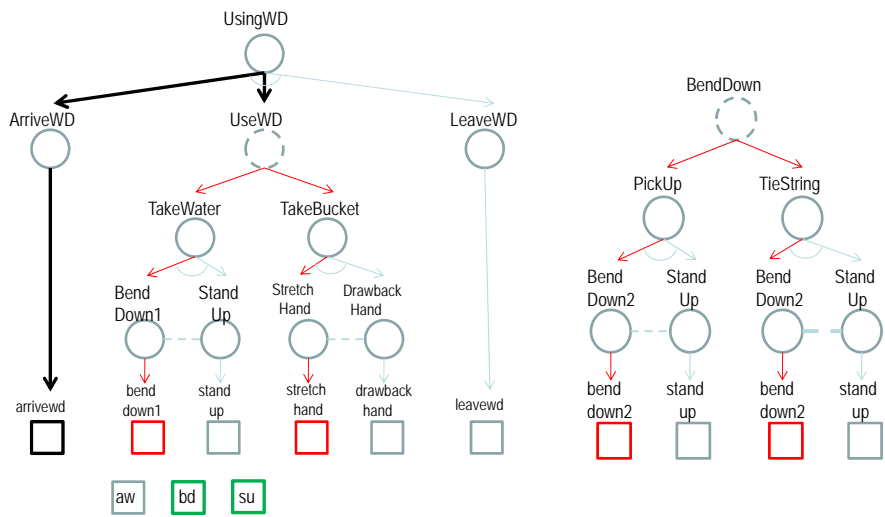 UsingWD
ArriveWD
UseWD
LeaveWD
TakeWater
TakeBucket
Bend
Down1
Stand
Up
Stretch
Hand
Drawback
Hand
arrivewd
bend
down1
stand
up
stretch
hand
drawback
hand
leavewd
aw
bd
su
BendDown
PickUp
TieString
Bend
Down2
Stand
Up
Bend
Down2
Stand
Up
bend
down2
stand
up
bend
down2
stand
up